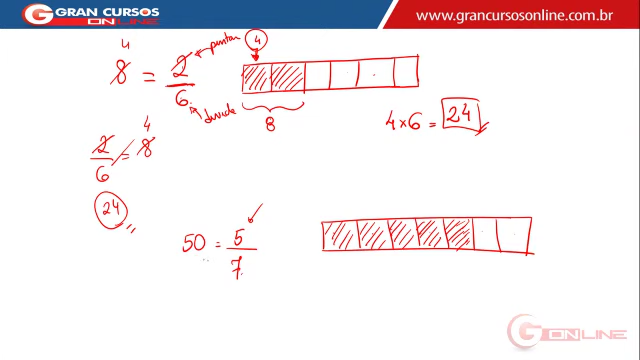 GRAN CURSOS ONLINE
www.grancursosonline.com.br
4
8 = 2/6
pintar
divide
4
8
4 × 6 = 24
2/6 = 8
4
24
50 = 5/7
G ONLINE